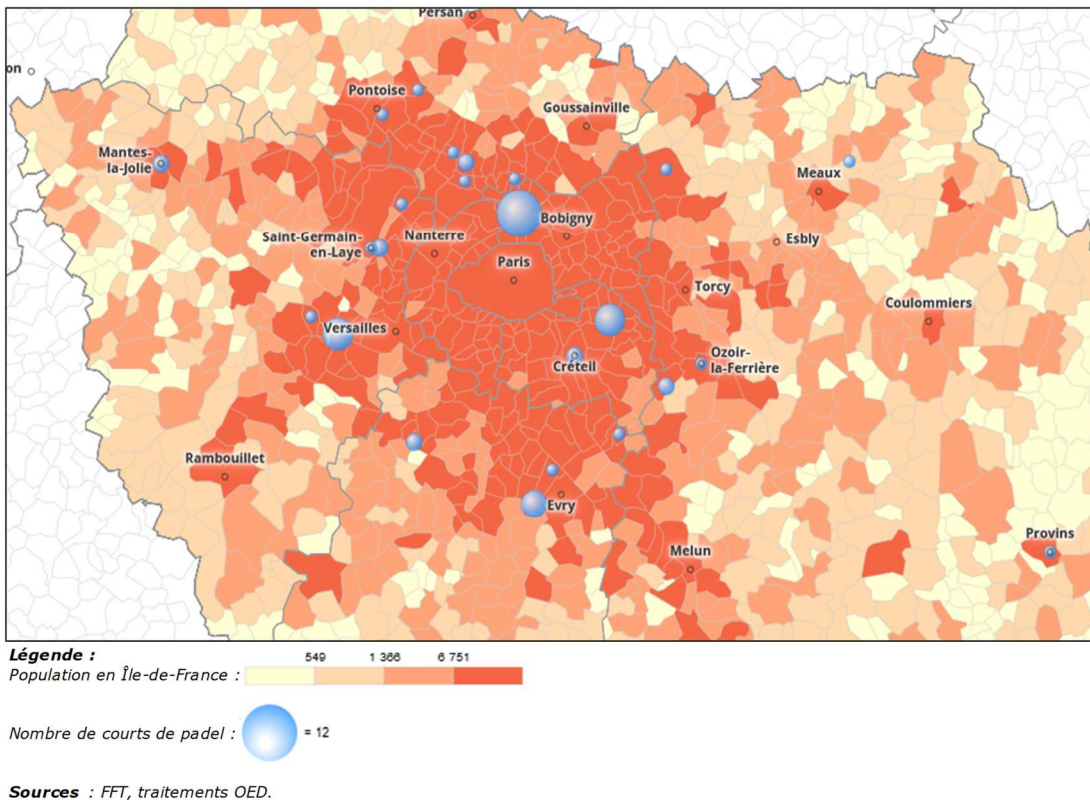 Persan
on
Pontoise
Goussainville
Mantes-
la-Jolie
Meaux
Bobigny
Saint-Germain-
en-Laye
Nanterre
Esbly
Paris
Torcy
Coulommiers
Versailles
Créteil
Ozoir-
la-Ferrière
Rambouillet
Evry
Provins
Melun
Légende :
549 1 366 6 751
Population en Île-de-France :
Nombre de courts de padel : = 12
Sources : FFT, traitements OED.